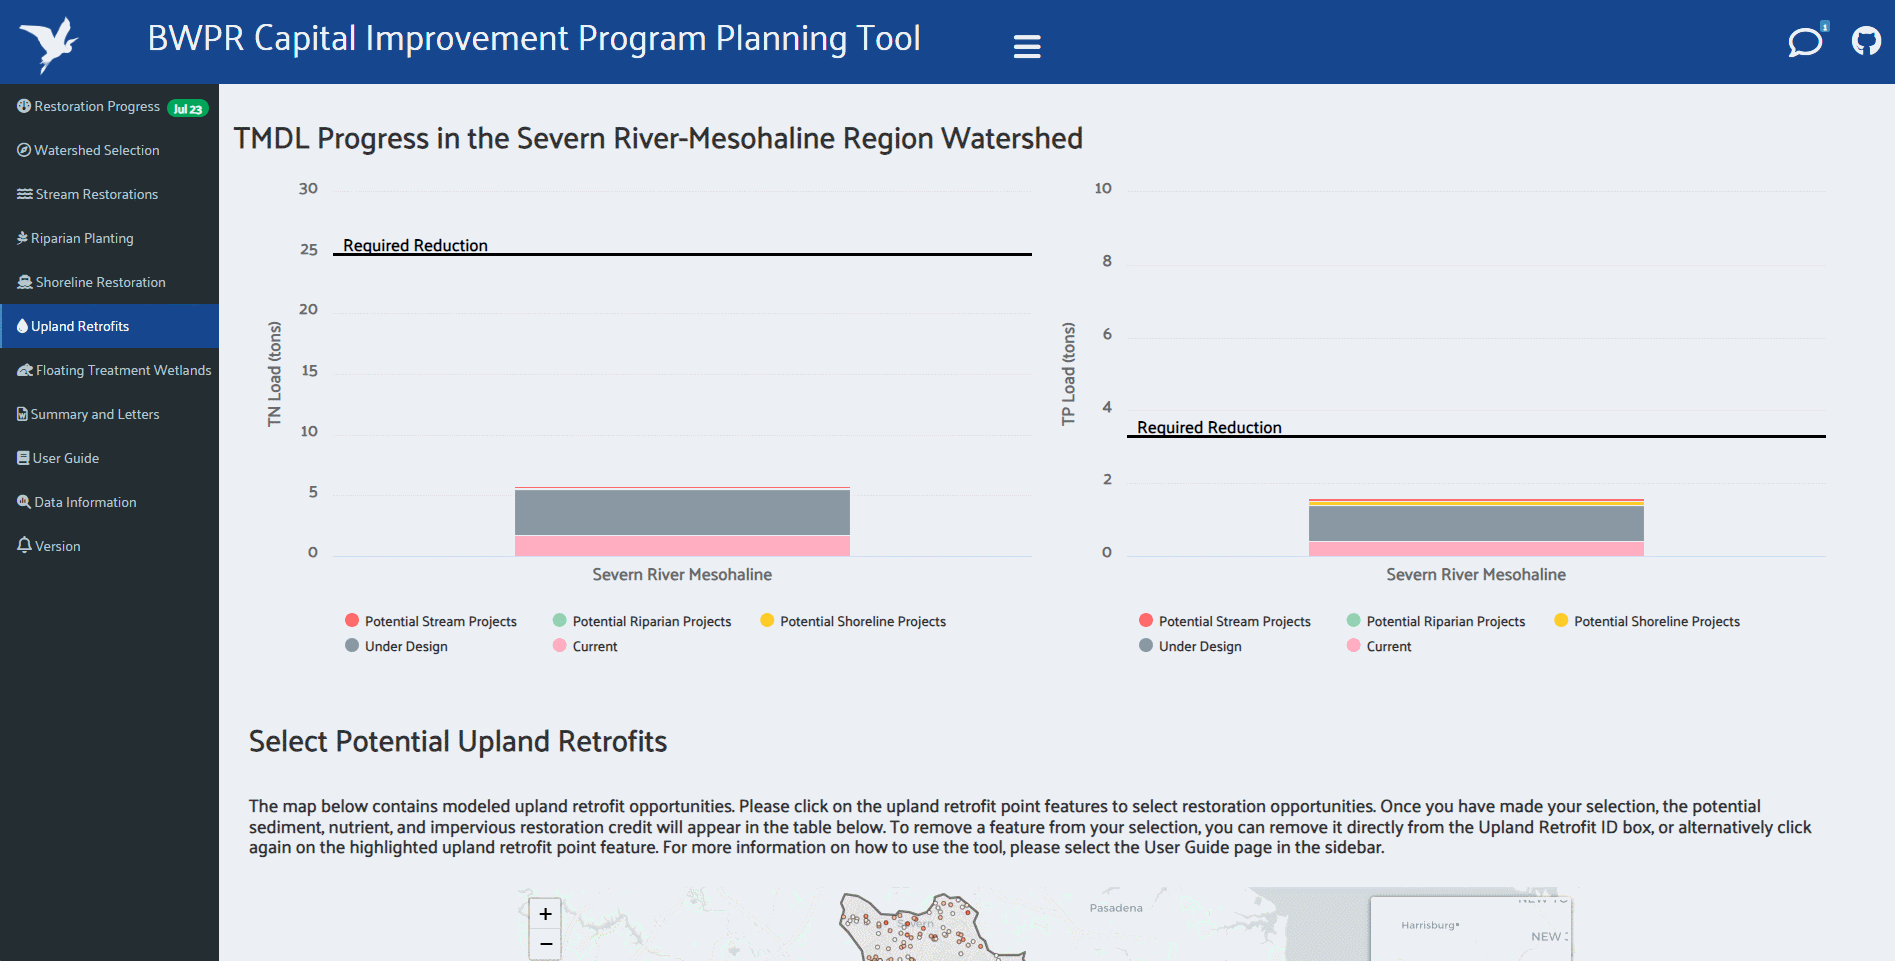 BWPR Capital Improvement Program Planning Tool
1
Restoration Progress Jul 23
Watershed Selection
Stream Restorations
Riparian Planting
Shoreline Restoration
Upland Retrofits
Floating Treatment Wetlands
Summary and Letters
User Guide
Data Information
Version
TMDL Progress in the Severn River-Mesohaline Region Watershed
30
25
20
15
10
5
0
TN Load (tons)
Required Reduction
Severn River Mesohaline
Potential Stream Projects
Potential Riparian Projects
Potential Shoreline Projects
Under Design
Current
10
8
6
4
2
0
TP Load (tons)
Required Reduction
Severn River Mesohaline
Potential Stream Projects
Potential Riparian Projects
Potential Shoreline Projects
Under Design
Current
Select Potential Upland Retrofits
The map below contains modeled upland retrofit opportunities. Please click on the upland retrofit point features to select restoration opportunities. Once you have made your selection, the potential
sediment, nutrient, and impervious restoration credit will appear in the table below. To remove a feature from your selection, you can remove it directly from the Upland Retrofit ID box, or alternatively click
again on the highlighted upland retrofit point feature. For more information on how to use the tool, please select the User Guide page in the sidebar.
+
−
Severn
Pasadena
Harrisburg
NEW